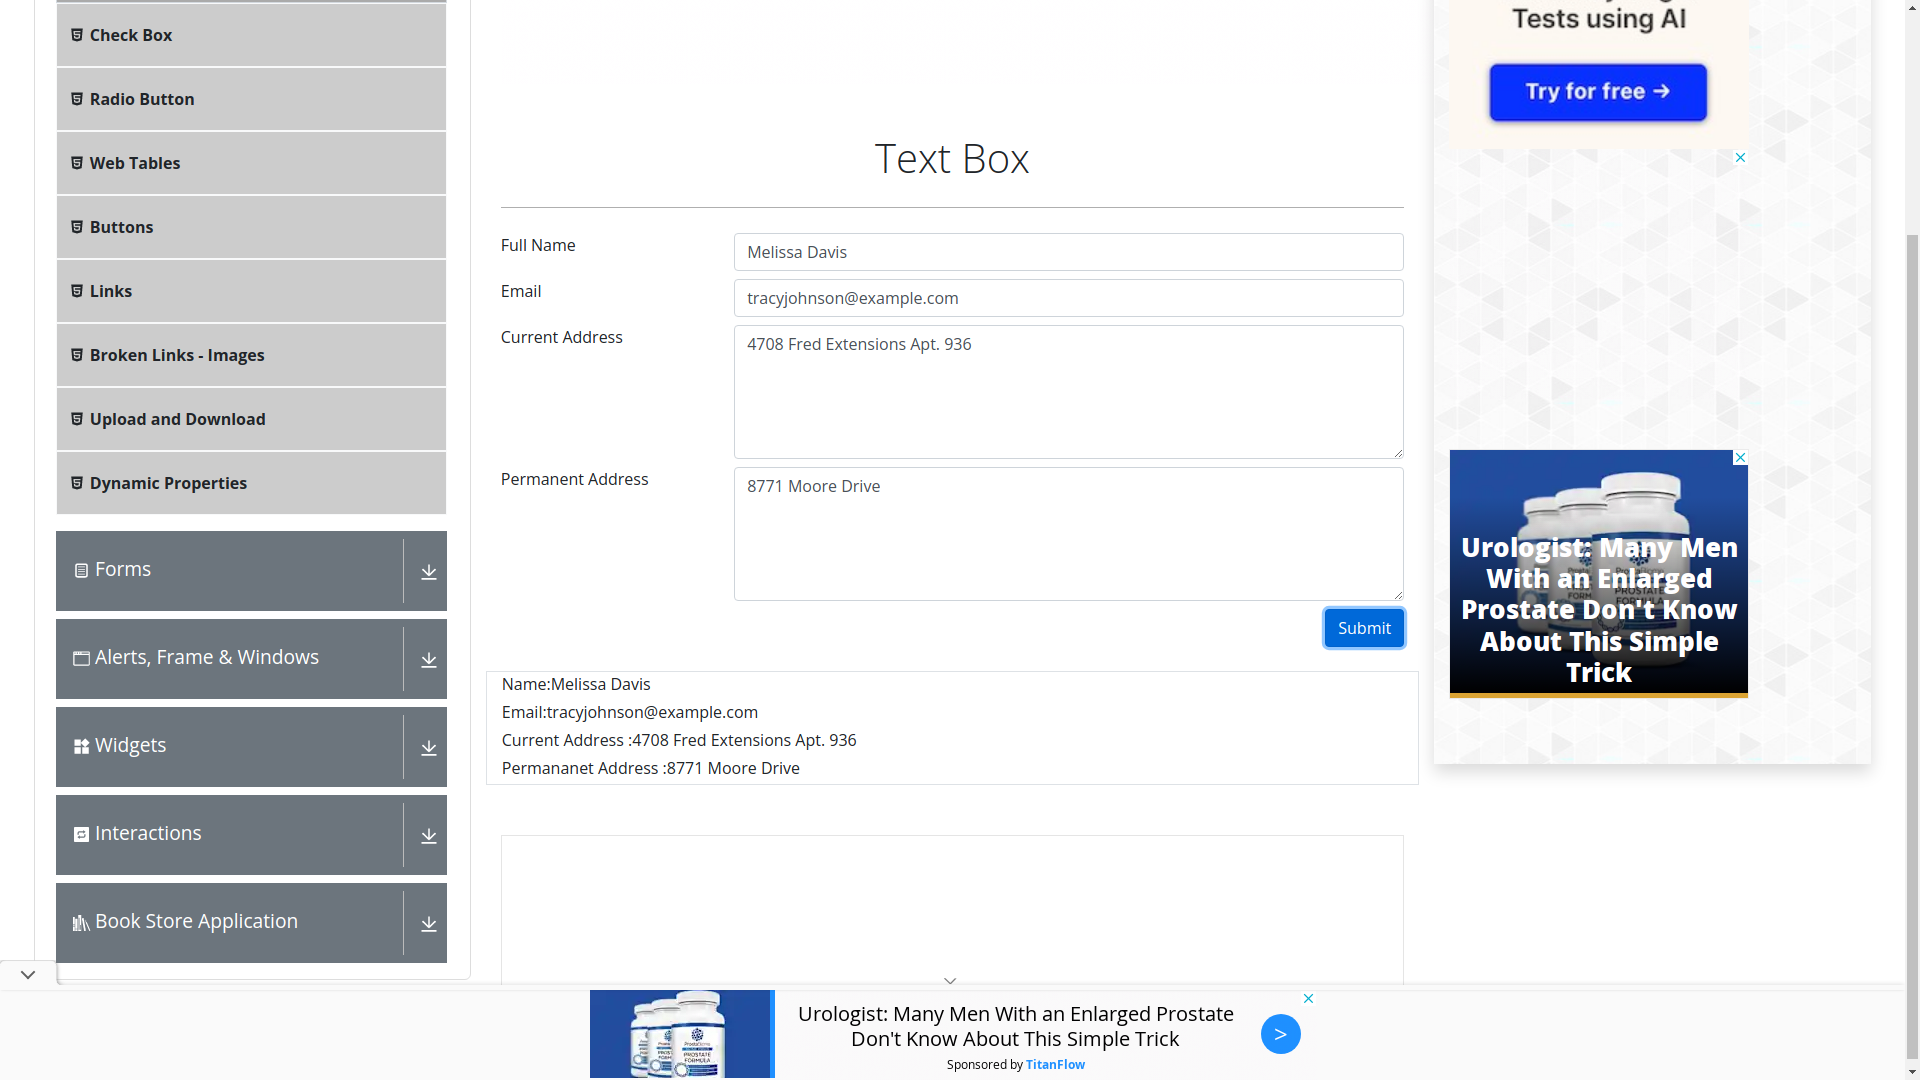 Check Box
Radio Button
Web Tables
Buttons
Links
Broken Links - Images
Upload and Download
Dynamic Properties
Forms
Alerts, Frame & Windows
Widgets
Interactions
Book Store Application
Text Box
Full Name
Melissa Davis
Email
tracyjohnson@example.com
Current Address
4708 Fred Extensions Apt. 936
Permanent Address
8771 Moore Drive
Submit
Name:Melissa Davis
Email:tracyjohnson@example.com
Current Address :4708 Fred Extensions Apt. 936
Permananet Address :8771 Moore Drive
Tests using AI
Try for free →
Urologist: Many Men
With an Enlarged
Prostate Don't Know
About This Simple
Trick
Urologist: Many Men With an Enlarged Prostate
Don't Know About This Simple Trick
Sponsored by TitanFlow
>
PROSTATE
FORMULA